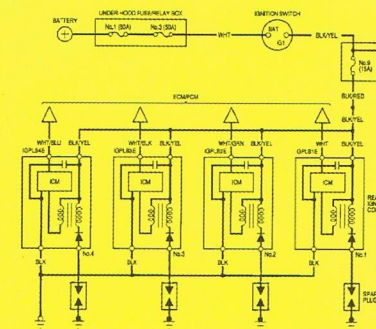 UNDER-HOOD FUSE/RELAY BOX
IGNITION SWITCH
BATTERY
No.1 (80A) No.3 (50A)
WHT
BAT
IG1
BLK/YEL
No.9
(15A)
BLK/RED
ECM/PCM
BLK/YEL
WHT/BLU BLK/YEL WHT/BLK BLK/YEL WHT/GRN BLK/YEL WHT BLK/YEL
ICM ICM ICM ICM
No.4 No.3 No.2 No.1
BLK BLK BLK BLK